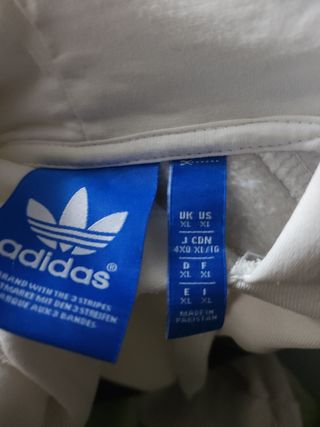 adidas®
BRAND WITH THE 3 STRIPES
MARKE MIT DEN 3 STREIFEN
MARQUE AUX 3 BANDES
UK US
XL XL
J CDN
4XO XL/G
D F
XL XL
E I
XL XL
MADE IN
PAKISTAN